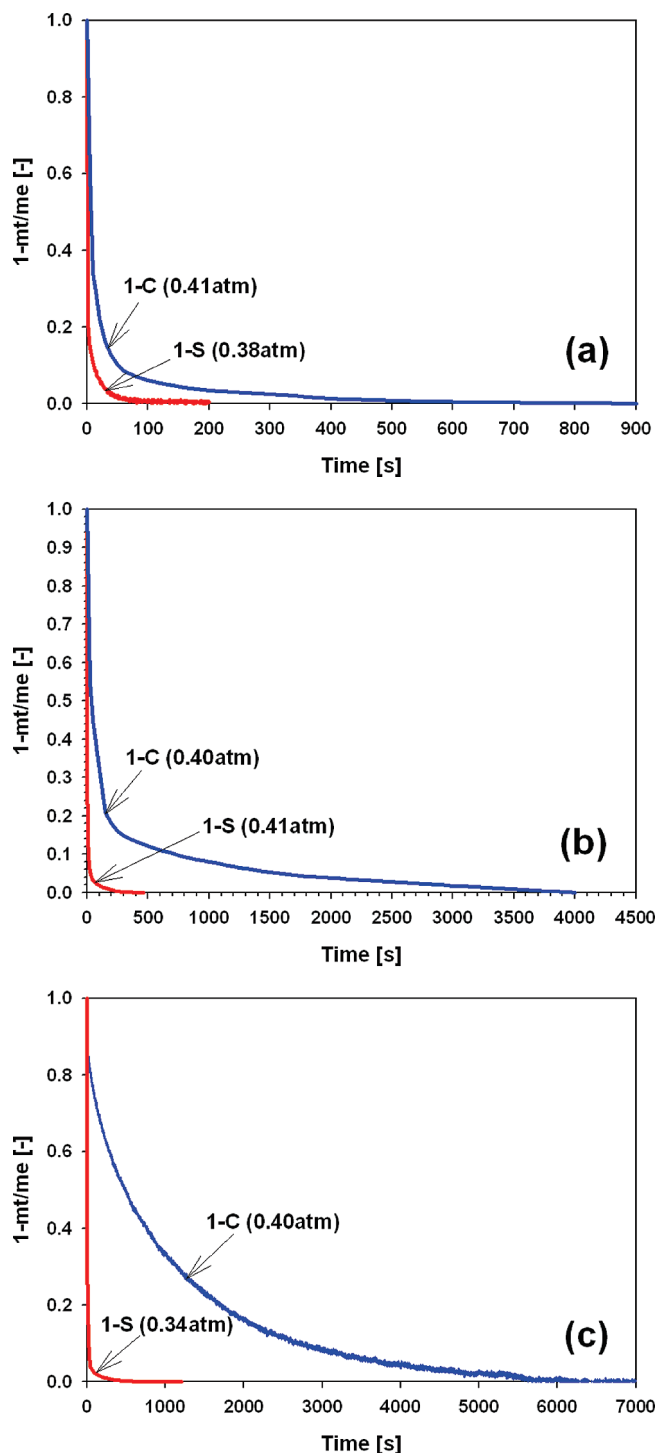 1.0
0.8
0.6
0.4
0.2
0.0
1-mt/me [-]
1-C (0.41atm)
1-S (0.38atm)
(a)
0 100 200 300 400 500 600 700 800 900
Time [s]
1.0
0.9
0.8
0.7
0.6
0.5
0.4
0.3
0.2
0.1
0.0
1-mt/me [-]
1-C (0.40atm)
1-S (0.41atm)
(b)
0 500 1000 1500 2000 2500 3000 3500 4000 4500
Time [s]
1.0
0.8
0.6
0.4
0.2
0.0
1-mt/me [-]
1-C (0.40atm)
1-S (0.34atm)
(c)
0 1000 2000 3000 4000 5000 6000 7000
Time [s]